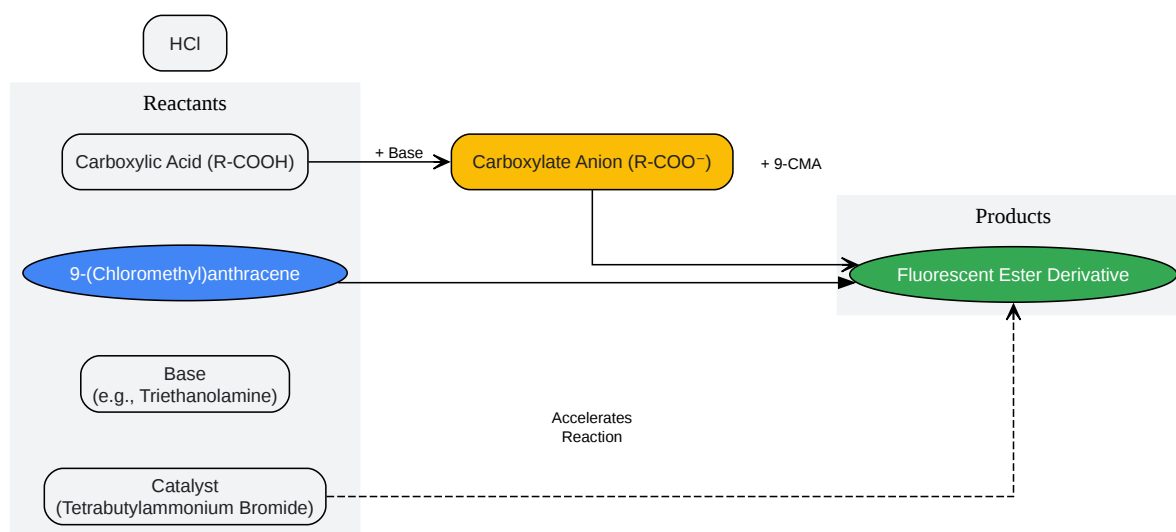 HCl
Reactants
Carboxylic Acid (R-COOH)
+ Base
Carboxylate Anion (R-COO⁻)
+ 9-CMA
Products
9-(Chloromethyl)anthracene
Fluorescent Ester Derivative
Base
(e.g., Triethanolamine)
Accelerates
Reaction
Catalyst
(Tetrabutylammonium Bromide)